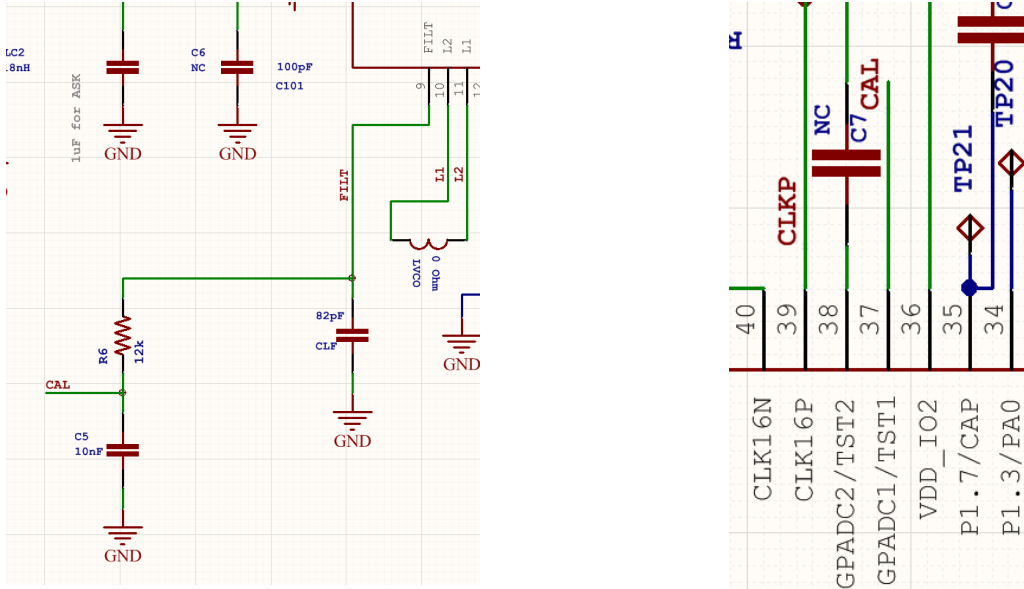 LC2
.8nH
1uF for ASK
GND
C6
NC
GND
100pF
C101
FILT
L2
L1
9
10
11
12
FILT
L1
L2
LVCO
0 Ohm
82pF
CLF
GND
GND
R6
12k
CAL
C5
10nF
GND
NC
C7
CAL
CLKP
TP21
TP20
40
39
38
37
36
35
34
CLK16N
CLK16P
GPADC2/TST2
GPADC1/TST1
VDD_IO2
P1.7/CAP
P1.3/PA0